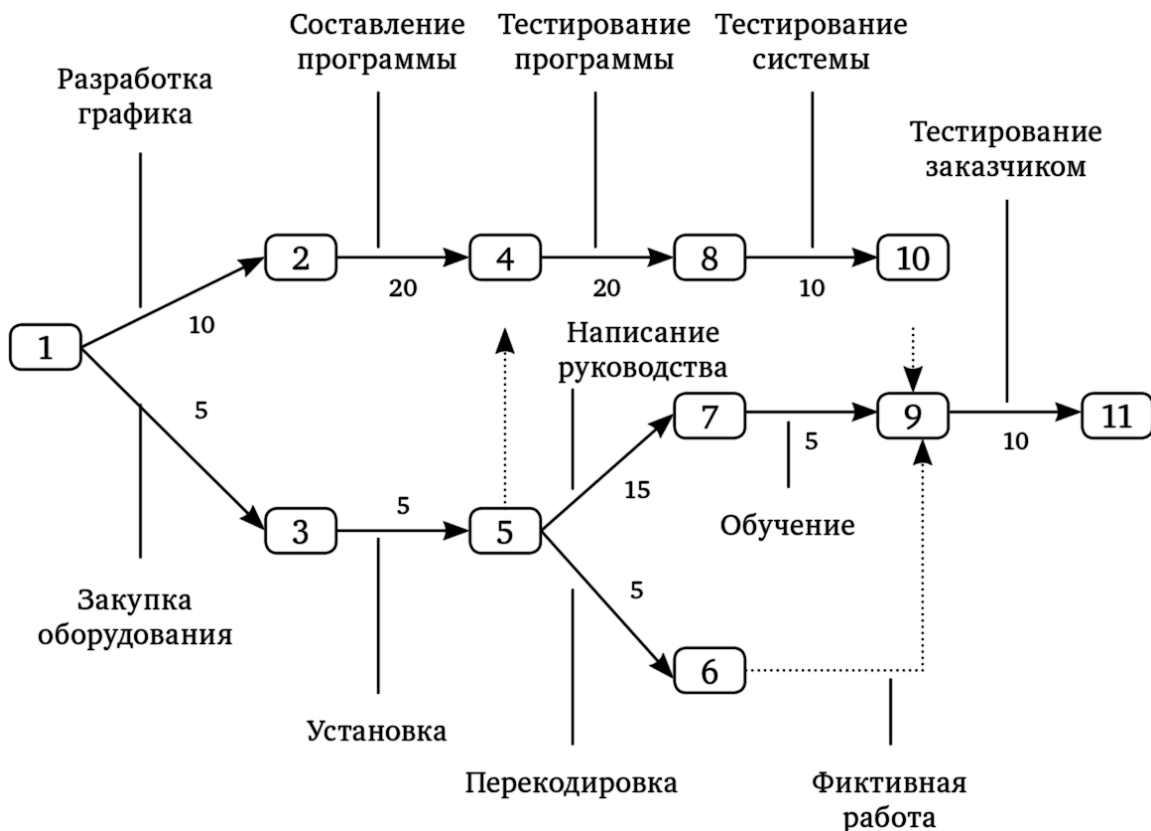 Составление
программы
Тестирование
программы
Тестирование
системы
Разработка
графика
Тестирование
заказчиком
2
4
8
10
20
20
10
10
1
Написание
руководства
5
7
9
11
5
10
15
5
3
5
Обучение
5
Закупка
оборудования
6
Установка
Перекодировка
Фиктивная
работа